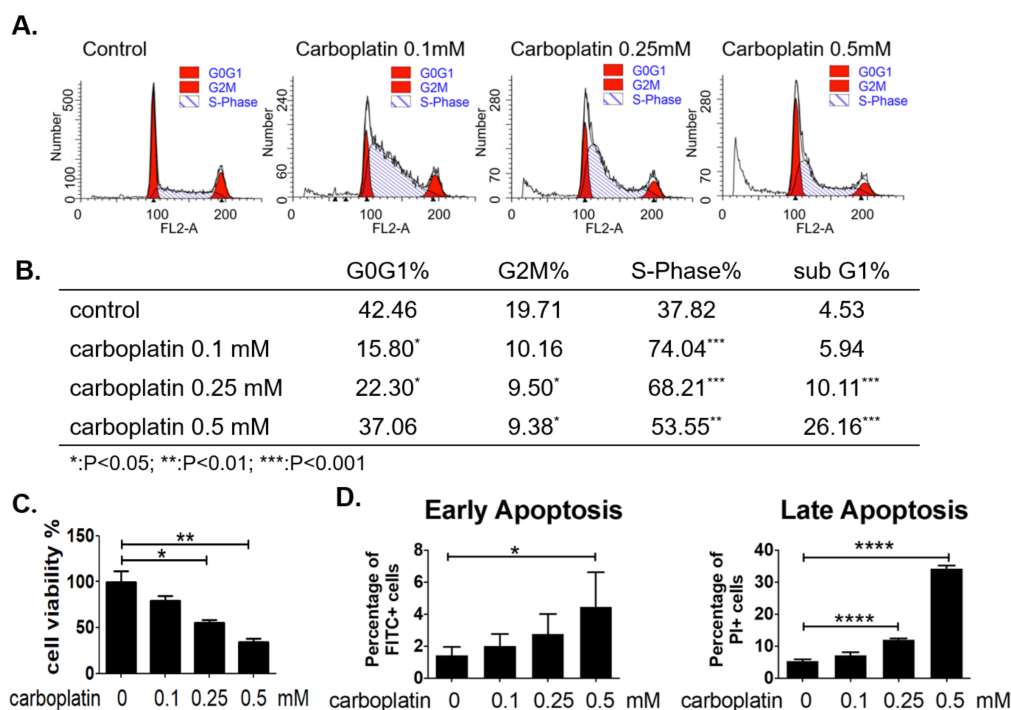 A.
Control
Carboplatin 0.1mM
Carboplatin 0.25mM
Carboplatin 0.5mM
G0G1
G2M
S-Phase
G0G1
G2M
S-Phase
G0G1
G2M
S-Phase
G0G1
G2M
S-Phase
Number
500
100
0
100
200
FL2-A
Number
240
60
0
100
200
FL2-A
Number
280
70
0
100
200
FL2-A
Number
280
70
0
100
200
FL2-A
B.
G0G1% G2M% S-Phase% sub G1%
control 42.46 19.71 37.82 4.53
carboplatin 0.1 mM 15.80* 10.16 74.04*** 5.94
carboplatin 0.25 mM 22.30* 9.50* 68.21*** 10.11***
carboplatin 0.5 mM 37.06 9.38* 53.55** 26.16***
*:P<0.05; **:P<0.01; ***:P<0.001
C.
cell viability %
150
100
50
0
**
*
carboplatin 0 0.1 0.25 0.5 mM
D.
Early Apoptosis
Percentage of
FITC+ cells
8
6
4
2
0
*
carboplatin 0 0.1 0.25 0.5 mM
Late Apoptosis
Percentage of
PI+ cells
40
30
20
10
0
****
****
carboplatin 0 0.1 0.25 0.5 mM